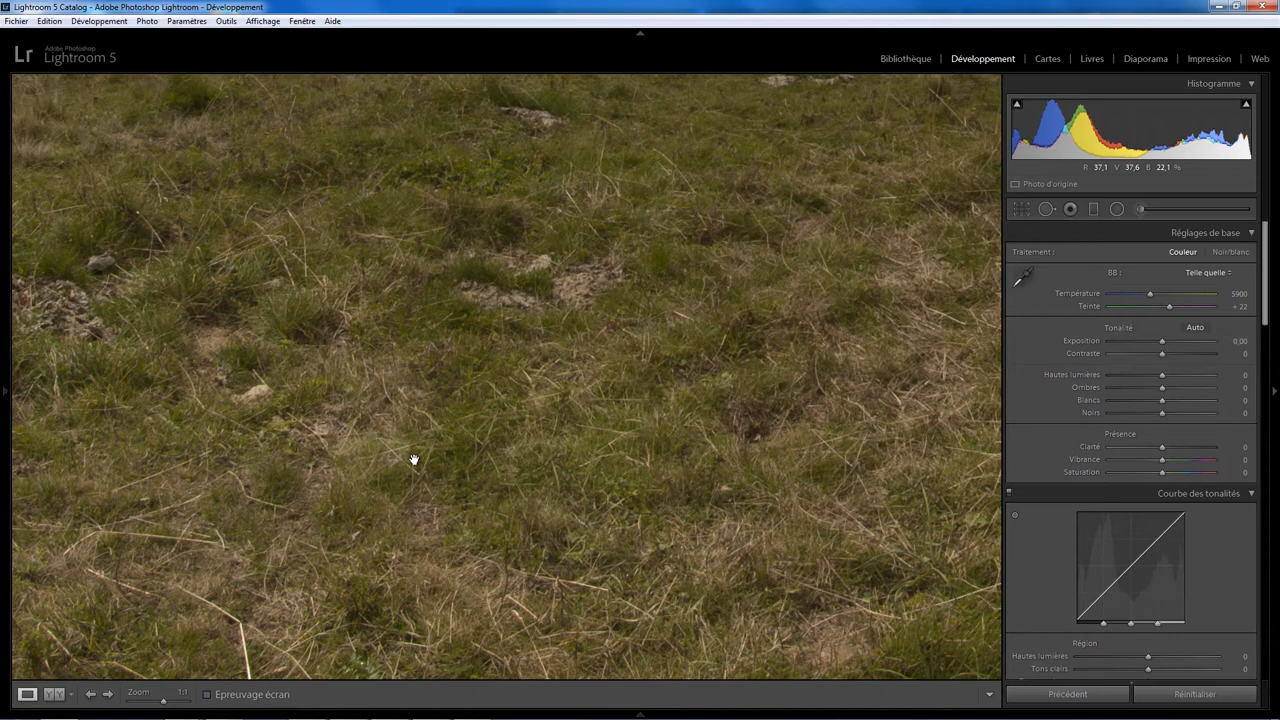 Lightroom 5 Catalog - Adobe Photoshop Lightroom - Développement
Fichier Edition Développement Photo Paramètres Outils Affichage Fenêtre Aide
Lr Adobe Photoshop Lightroom 5
Bibliothèque | Développement | Cartes | Livres | Diaporama | Impression | Web
Histogramme
R 37,1 V 37,6 B 22,1 %
Photo d'origine
Réglages de base
Traitement : Couleur Noir/blanc
BB : Telle quelle
Température 5900
Teinte + 22
Tonalité Auto
Exposition 0,00
Contraste 0
Hautes lumières 0
Ombres 0
Blancs 0
Noirs 0
Présence
Clarté 0
Vibrance 0
Saturation 0
Courbe des tonalités
Région
Hautes lumières 0
Tons clairs 0
YY Zoom 1:1 Epreuvage écran
Précédent Réinitialiser